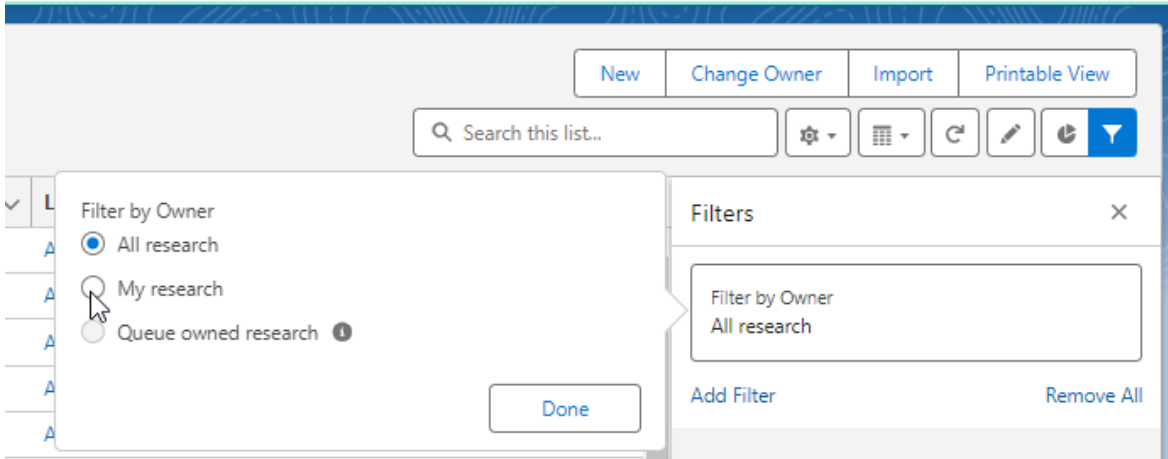 New Change Owner Import Printable View
Search this list...
L
Filter by Owner
All research
My research
Queue owned research
Done
A
A
A
A
A
Filters
Filter by Owner
All research
Add Filter Remove All